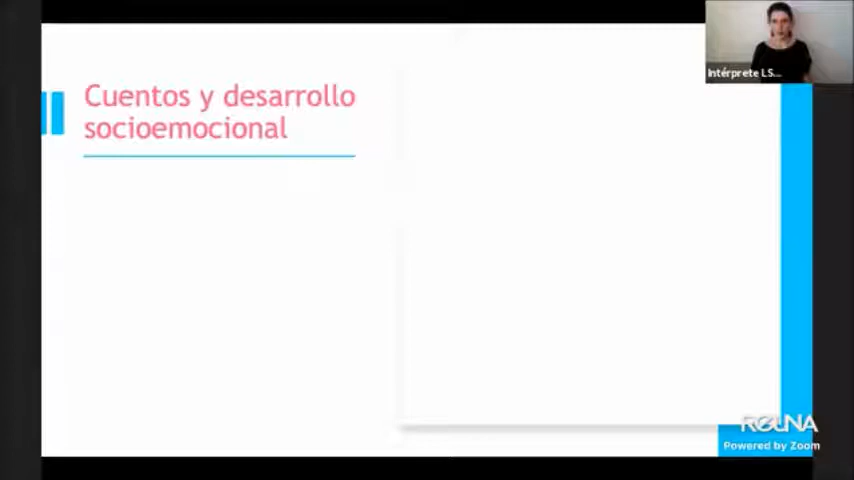 Cuentos y desarrollo
socioemocional
Intérprete LS...
Powered by Zoom